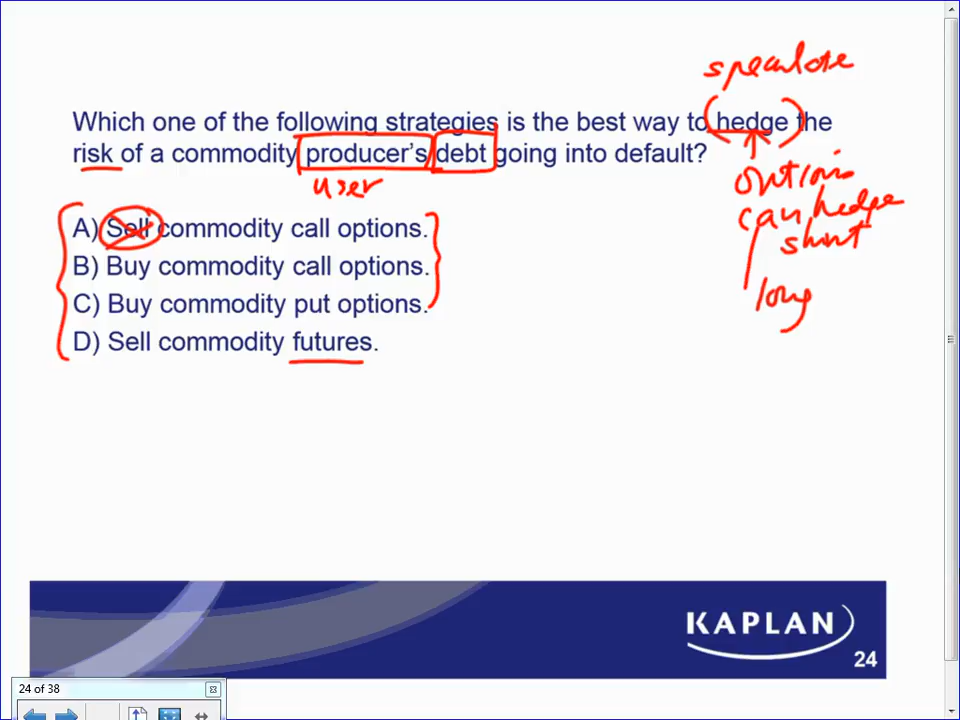 speculate
Which one of the following strategies is the best way to hedge the
risk of a commodity producer's debt going into default?
user
options
can hedge
short
long
A) Sell commodity call options.
B) Buy commodity call options.
C) Buy commodity put options.
D) Sell commodity futures.
KAPLAN
24
24 of 38